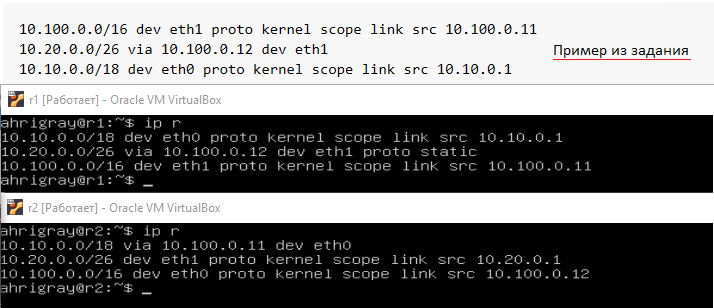 10.100.0.0/16 dev eth1 proto kernel scope link src 10.100.0.11
10.20.0.0/26 via 10.100.0.12 dev eth1
Пример из задания
10.10.0.0/18 dev eth0 proto kernel scope link src 10.10.0.1
r1 [Работает] - Oracle VM VirtualBox
ahrigray@r1:~$ ip r
10.10.0.0/18 dev eth0 proto kernel scope link src 10.10.0.1
10.20.0.0/26 via 10.100.0.12 dev eth1 proto static
10.100.0.0/16 dev eth1 proto kernel scope link src 10.100.0.11
ahrigray@r1:~$ _
r2 [Работает] - Oracle VM VirtualBox
ahrigray@r2:~$ ip r
10.10.0.0/18 via 10.100.0.11 dev eth0
10.20.0.0/26 dev eth1 proto kernel scope link src 10.20.0.1
10.100.0.0/16 dev eth0 proto kernel scope link src 10.100.0.12
ahrigray@r2:~$ _